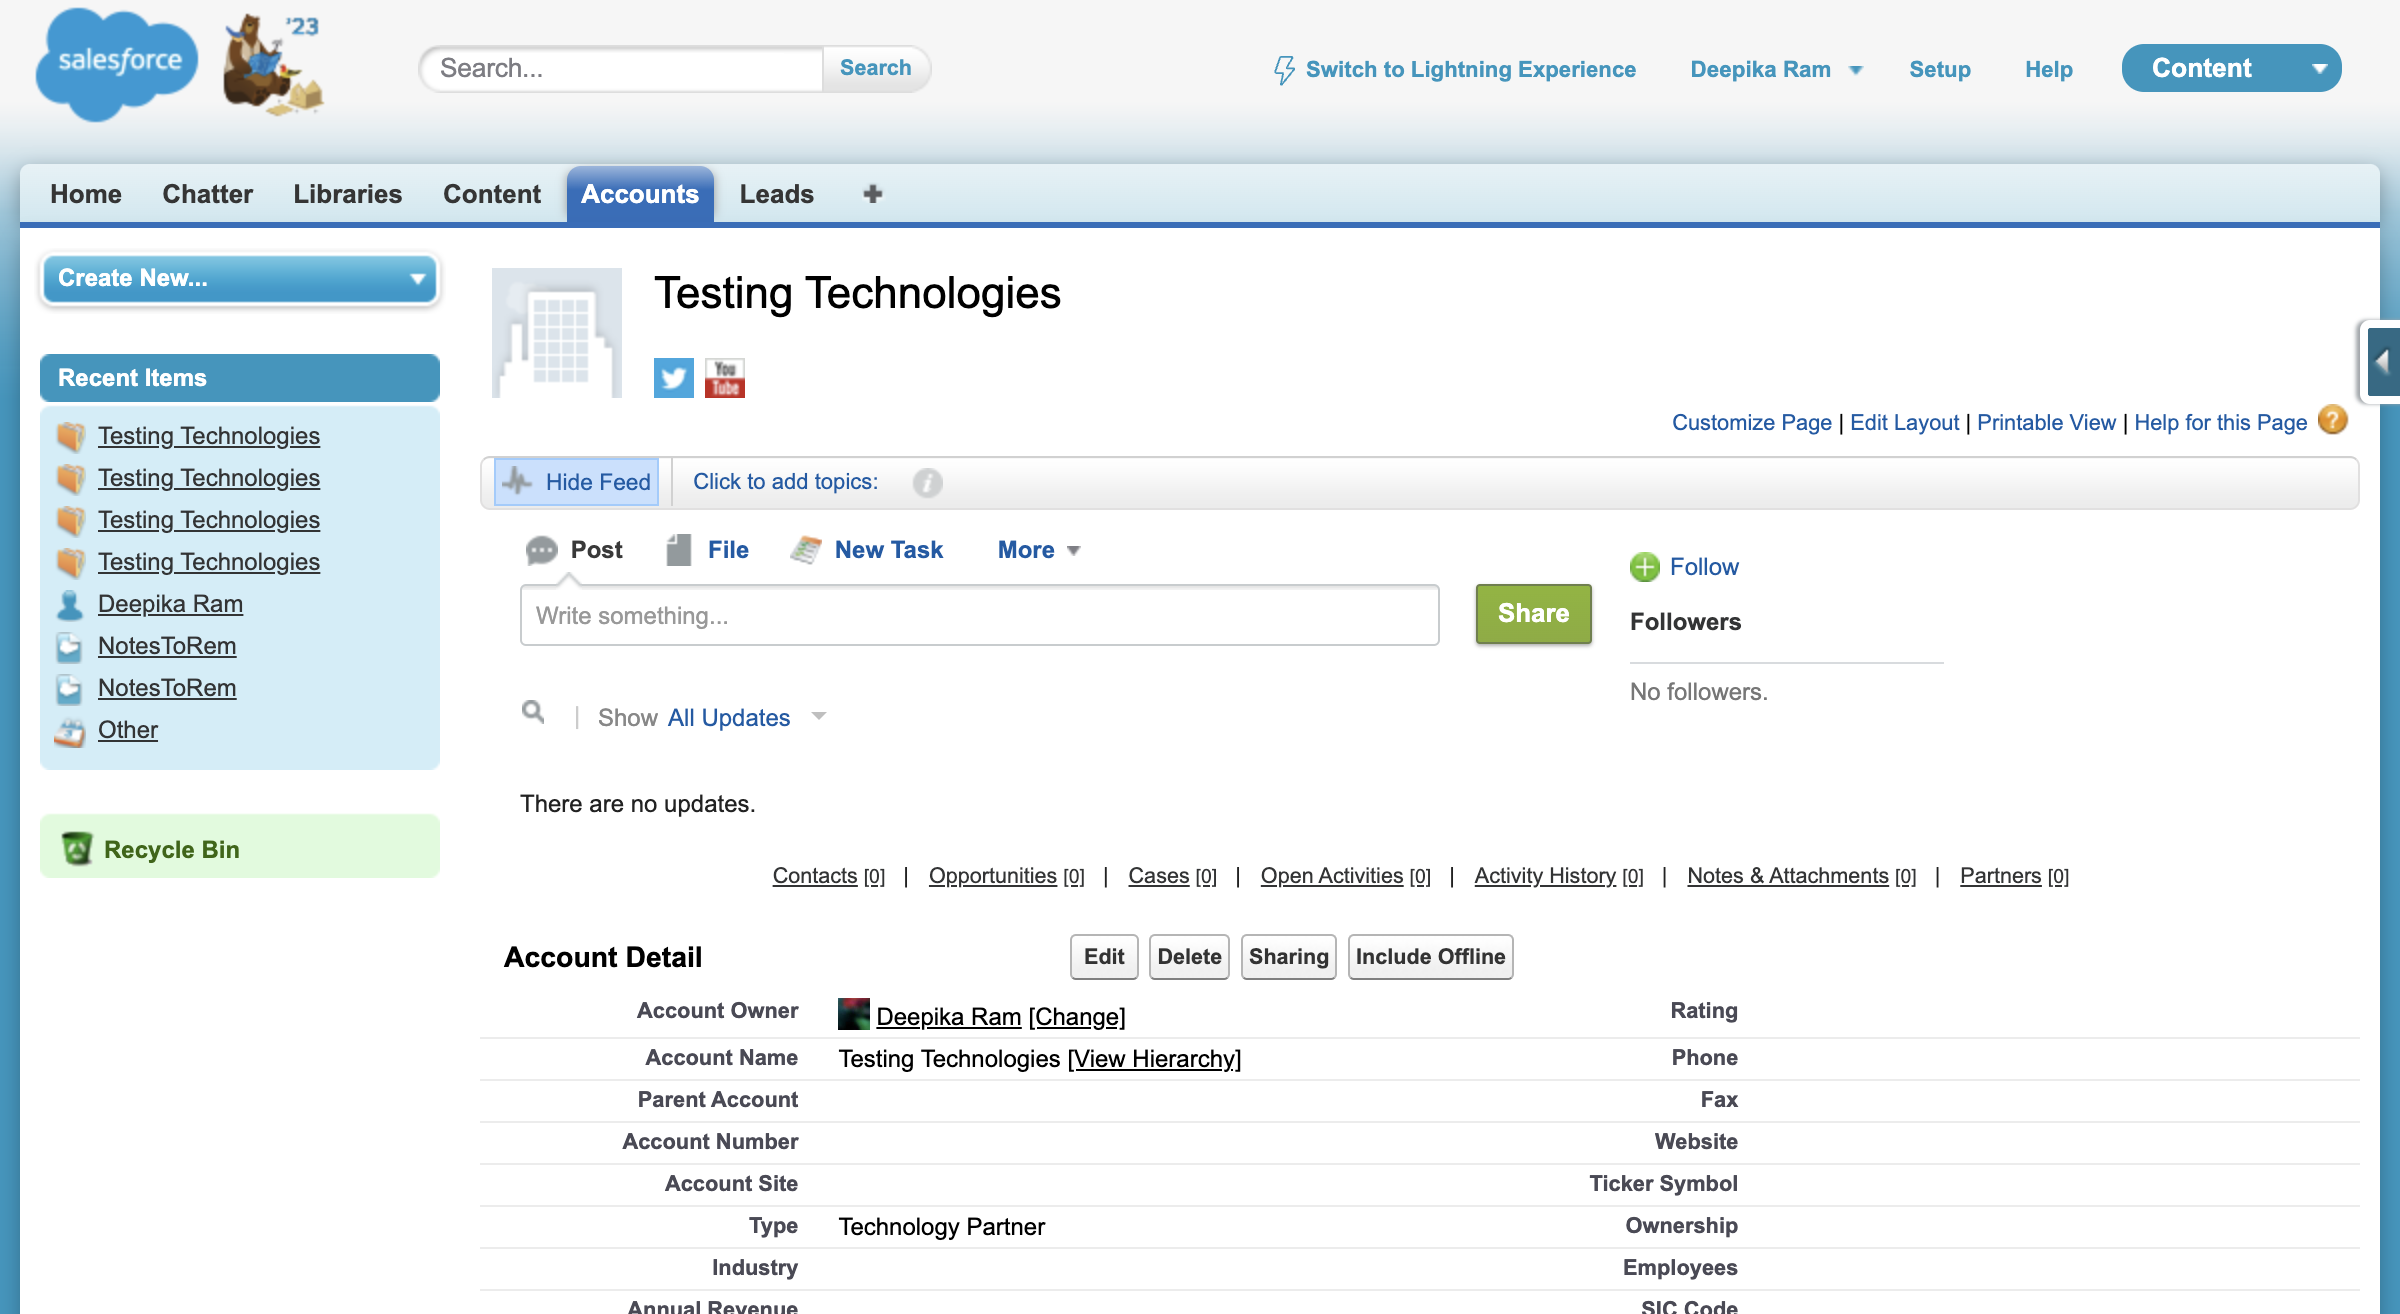 salesforce
'23
Search...
Search
Switch to Lightning Experience
Deepika Ram
Setup
Help
Content
Home
Chatter
Libraries
Content
Accounts
Leads
Create New...
Recent Items
Testing Technologies
Testing Technologies
Testing Technologies
Testing Technologies
Deepika Ram
NotesToRem
NotesToRem
Other
Recycle Bin
Testing Technologies
You
Tube
Customize Page | Edit Layout | Printable View | Help for this Page ?
Hide Feed
Click to add topics:
Post
File
New Task
More
Write something...
Share
Follow
Followers
No followers.
Show All Updates
There are no updates.
Contacts [0] | Opportunities [0] | Cases [0] | Open Activities [0] | Activity History [0] | Notes & Attachments [0] | Partners [0]
Account Detail
Edit
Delete
Sharing
Include Offline
Account Owner Deepika Ram [Change] Rating
Account Name Testing Technologies [View Hierarchy] Phone
Parent Account Fax
Account Number Website
Account Site Ticker Symbol
Type Technology Partner Ownership
Industry Employees
Annual Revenue SIC Code